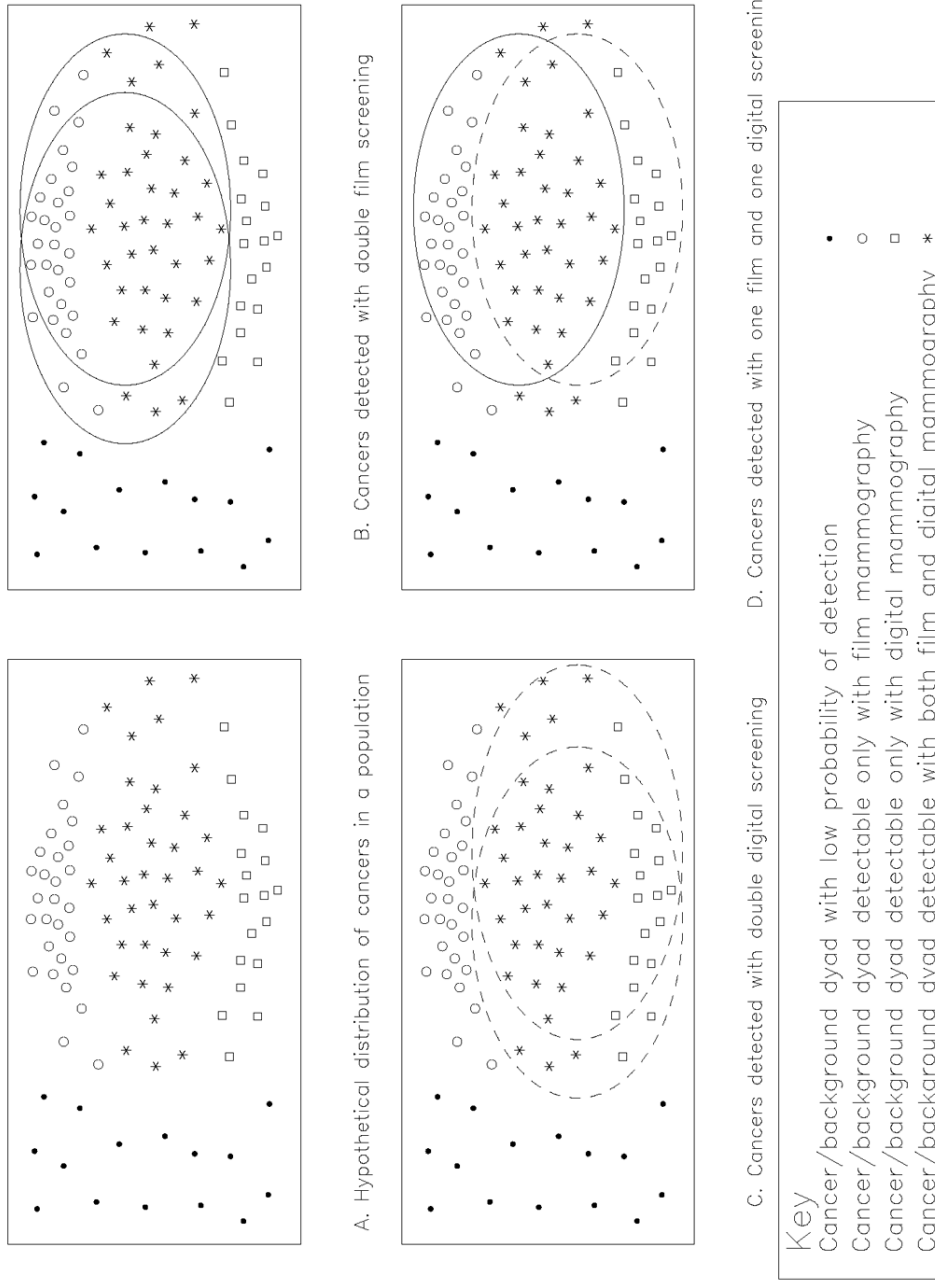 A. Hypothetical distribution of cancers in a population
B. Cancers detected with double film screening
C. Cancers detected with double digital screening
D. Cancers detected with one film and one digital screenin
Key
Cancer/background dyad with low probability of detection
Cancer/background dyad detectable only with film mammography
Cancer/background dyad detectable only with digital mammography
Cancer/background dyad detectable with both film and digital mammography